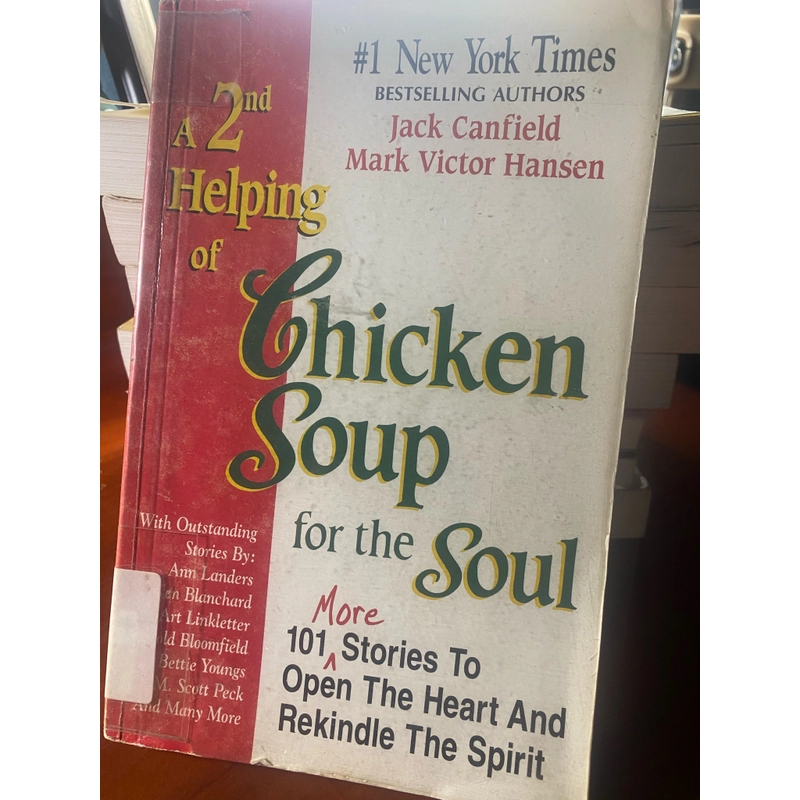 #1 New York Times
BESTSELLING AUTHORS
Jack Canfield
Mark Victor Hansen
A 2nd
Helping
of
Chicken
Soup
for the Soul
More
101 ^ Stories To
Open The Heart And
Rekindle The Spirit
With Outstanding
Stories By:
Ann Landers
Blanchard
Art Linkletter
Bloomfield
Bettie Youngs
M. Scott Peck
And Many More